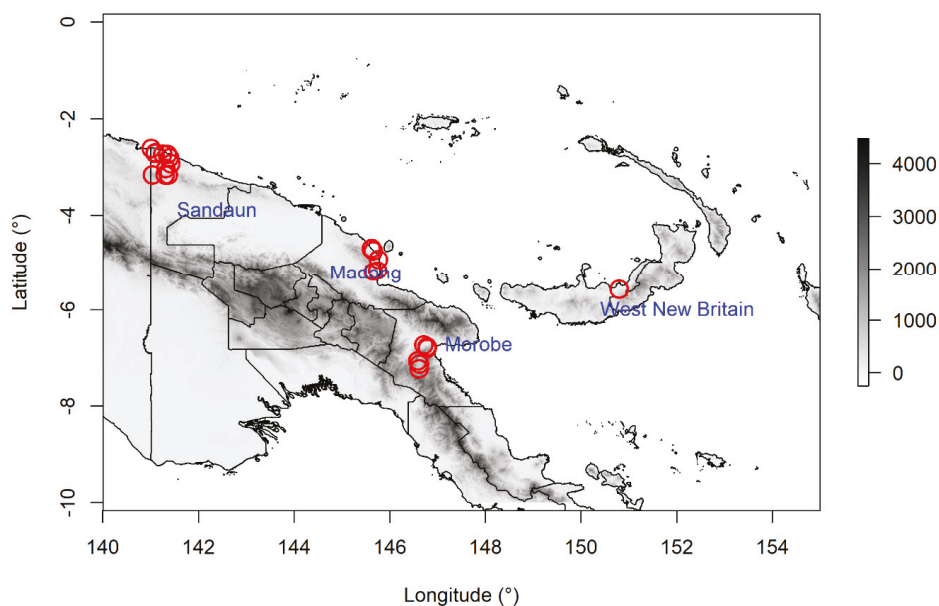 0
-2
-4
-6
-8
-10
Latitude (°)
Sandaun
Madang
Morobe
West New Britain
4000
3000
2000
1000
0
140 142 144 146 148 150 152 154
Longitude (°)